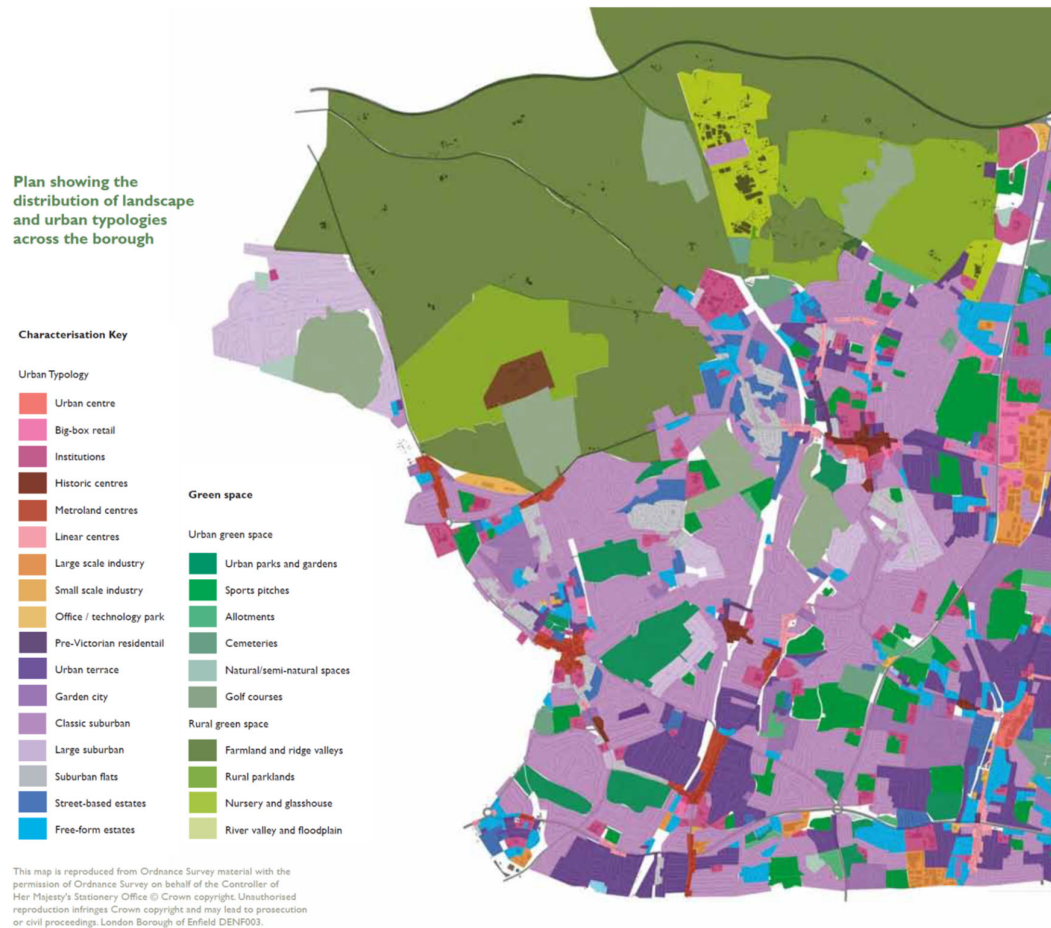 Plan showing the
distribution of landscape
and urban typologies
across the borough
Characterisation Key
Urban Typology
Urban centre
Big-box retail
Institutions
Historic centres
Metroland centres
Linear centres
Large scale industry
Small scale industry
Office / technology park
Pre-Victorian residentail
Urban terrace
Garden city
Classic suburban
Large suburban
Suburban flats
Street-based estates
Free-form estates
Green space
Urban green space
Urban parks and gardens
Sports pitches
Allotments
Cemeteries
Natural/semi-natural spaces
Golf courses
Rural green space
Farmland and ridge valleys
Rural parklands
Nursery and glasshouse
River valley and floodplain
This map is reproduced from Ordnance Survey material with the
permission of Ordnance Survey on behalf of the Controller of
Her Majesty's Stationery Office © Crown copyright. Unauthorised
reproduction infringes Crown copyright and may lead to prosecution
or civil proceedings. London Borough of Enfield DENF003.